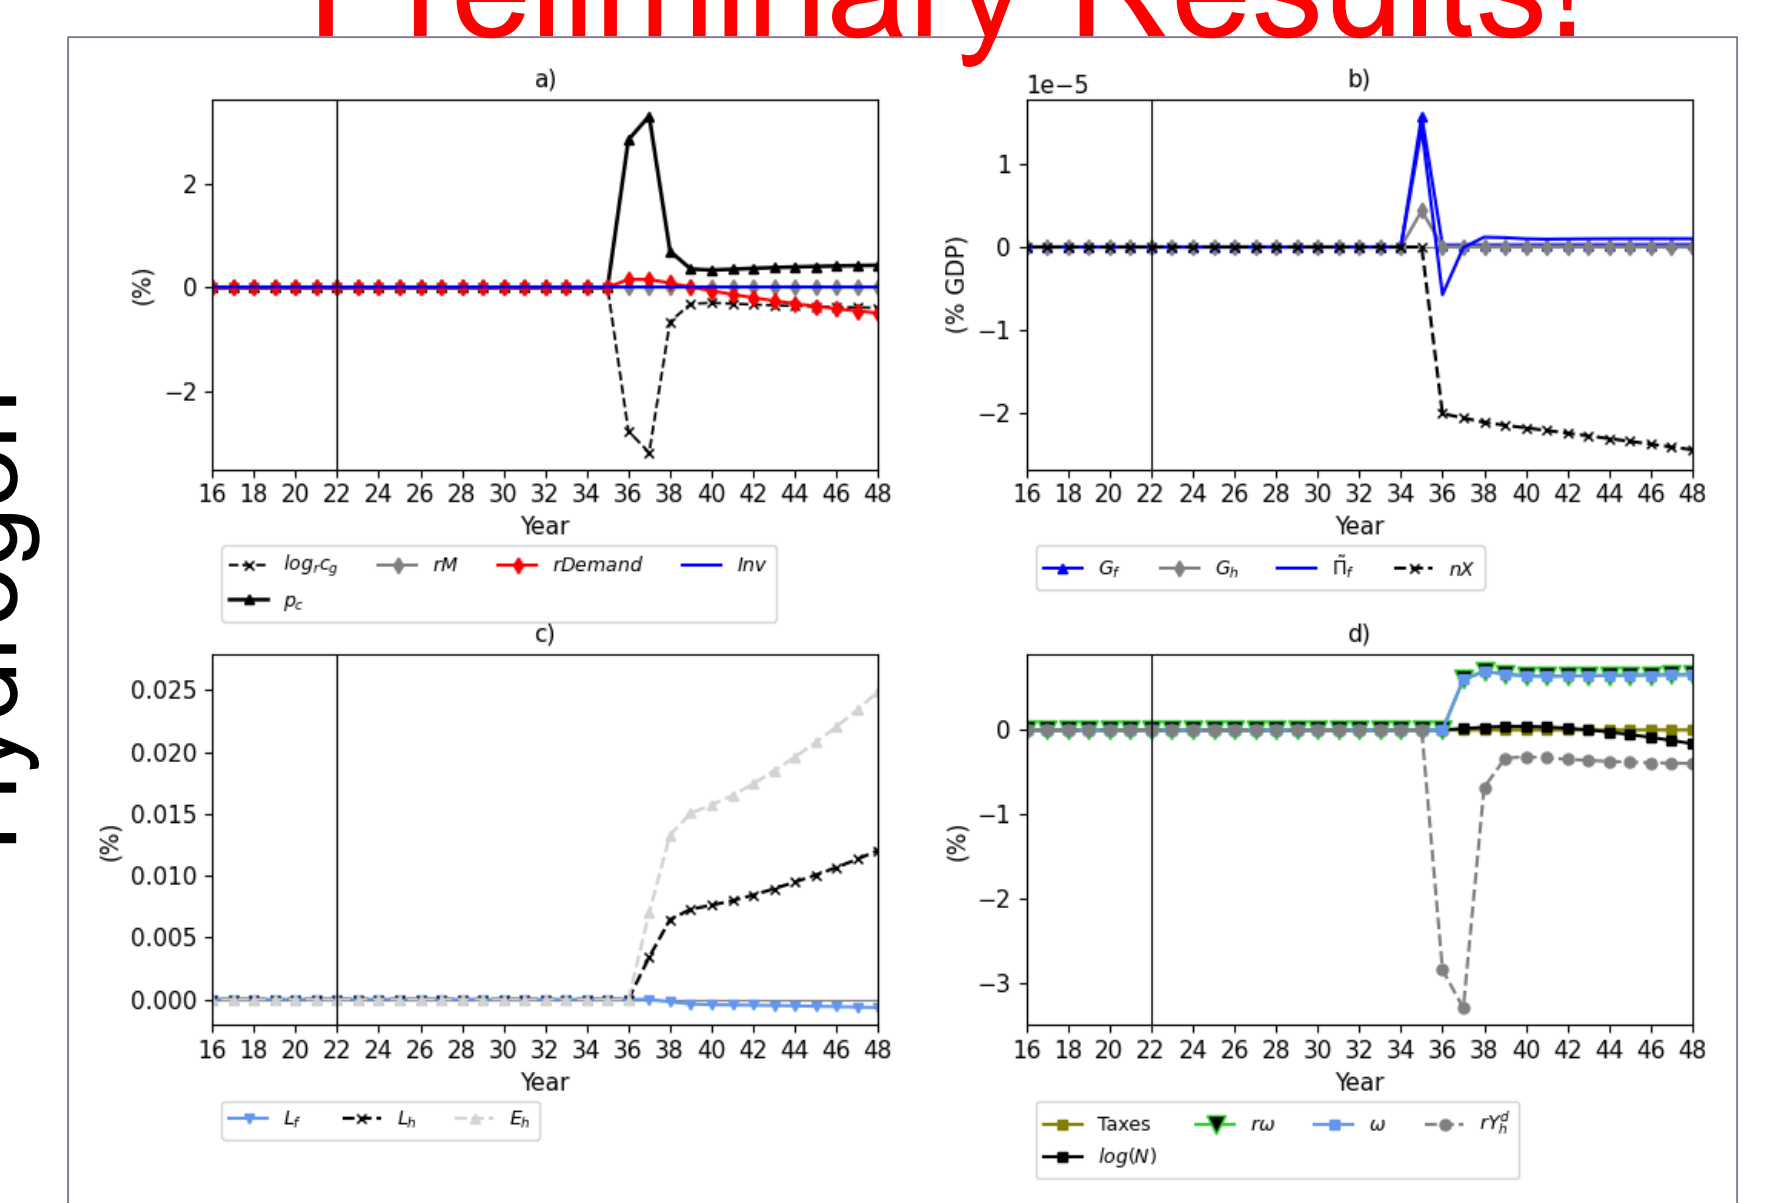 Preliminary Results!
a)
2
0
−2
(%)
16 18 20 22 24 26 28 30 32 34 36 38 40 42 44 46 48
Year
log_r c_g rM rDemand Inv
p_c
b)
1e−5
1
0
−1
−2
(% GDP)
16 18 20 22 24 26 28 30 32 34 36 38 40 42 44 46 48
Year
G_f G_h Π̃_f nX
c)
0.025
0.020
0.015
0.010
0.005
0.000
(%)
16 18 20 22 24 26 28 30 32 34 36 38 40 42 44 46 48
Year
L_f L_h E_h
d)
0
−1
−2
−3
(%)
16 18 20 22 24 26 28 30 32 34 36 38 40 42 44 46 48
Year
Taxes rω ω rY_h^d
log(N)